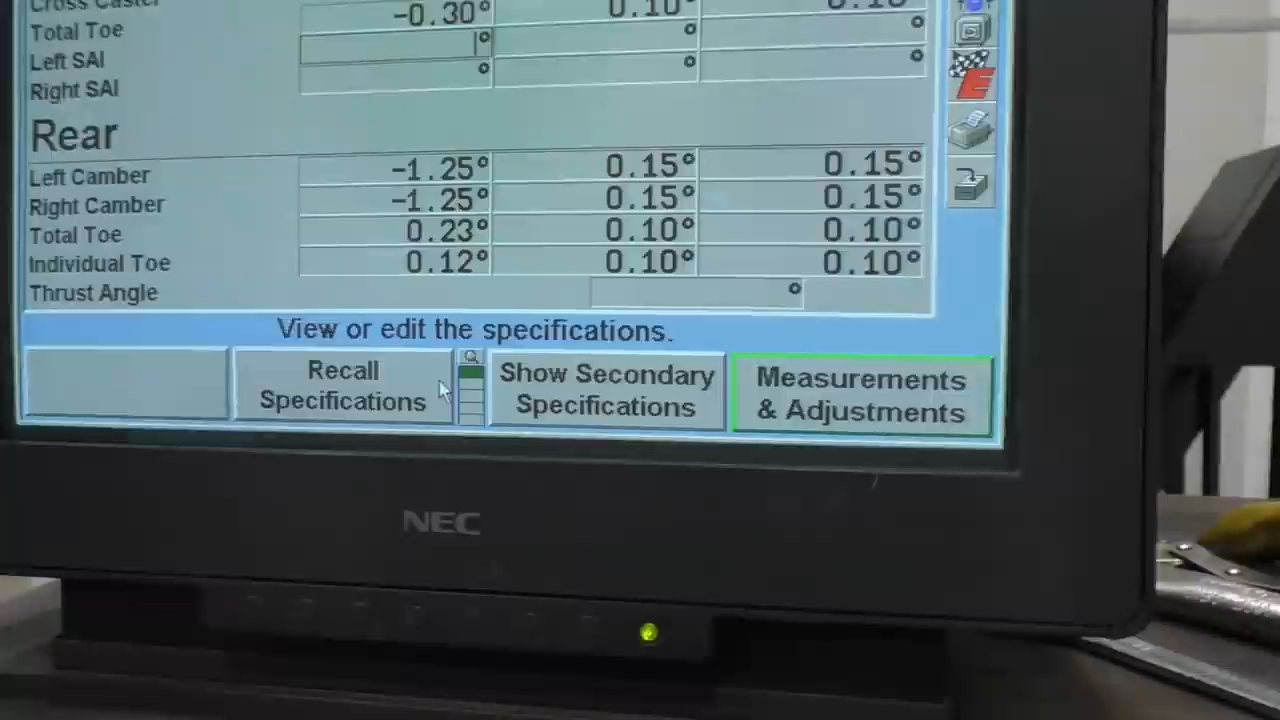 Cross Caster
Total Toe -0.30° 0.10°
Left SAI ° ° °
Right SAI ° ° °
Rear
Left Camber -1.25° 0.15° 0.15°
Right Camber -1.25° 0.15° 0.15°
Total Toe 0.23° 0.10° 0.10°
Individual Toe 0.12° 0.10° 0.10°
Thrust Angle °
View or edit the specifications.
Recall Specifications
Show Secondary Specifications
Measurements & Adjustments
E
NEC